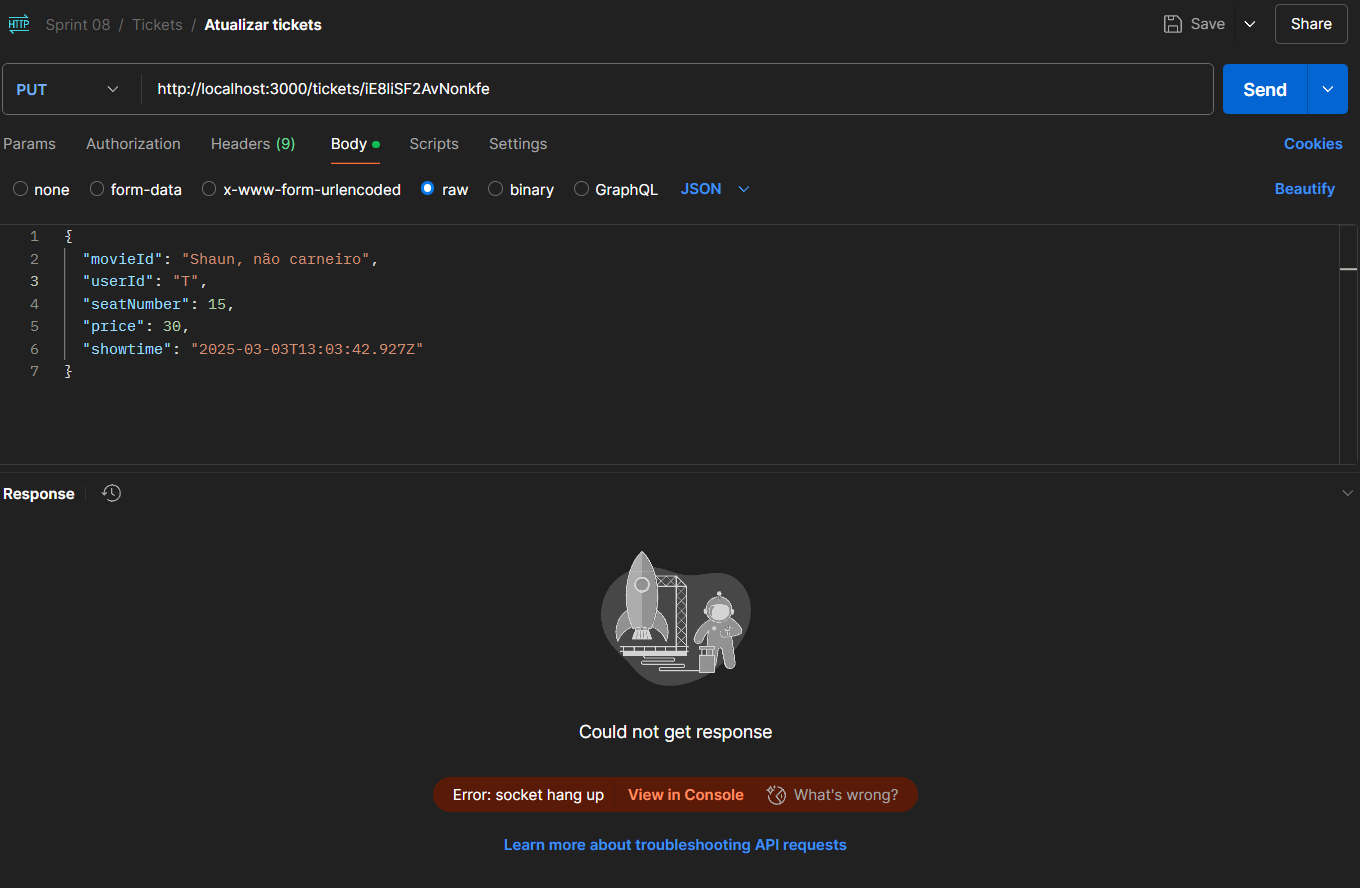 HTTP Sprint 08 / Tickets / Atualizar tickets Save Share
PUT http://localhost:3000/tickets/iE8liSF2AvNonkfe Send
Params Authorization Headers (9) Body Scripts Settings Cookies
none form-data x-www-form-urlencoded raw binary GraphQL JSON Beautify
1 {
2 "movieId": "Shaun, não carneiro",
3 "userId": "T",
4 "seatNumber": 15,
5 "price": 30,
6 "showtime": "2025-03-03T13:03:42.927Z"
7 }
Response
Could not get response
Error: socket hang up View in Console What's wrong?
Learn more about troubleshooting API requests